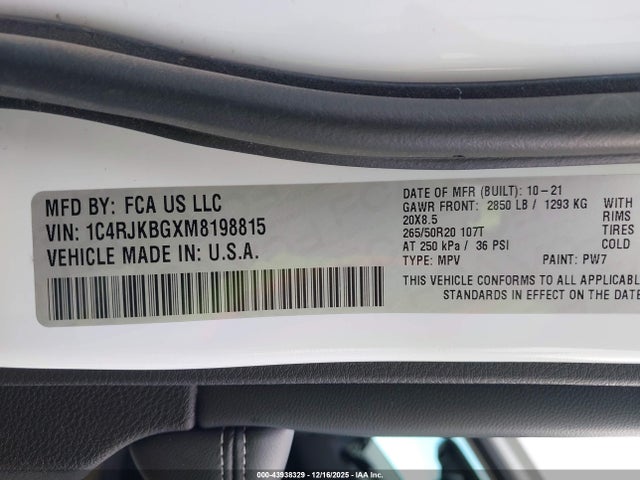 MFD BY: FCA US LLC
VIN: 1C4RJKBGXM8198815
VEHICLE MADE IN: U.S.A.
DATE OF MFR (BUILT): 10-21
GAWR FRONT: 2850 LB / 1293 KG WITH
20X8.5 RIMS
265/50R20 107T TIRES
AT 250 kPa / 36 PSI COLD
TYPE: MPV PAINT: PW7
THIS VEHICLE CONFORMS TO ALL APPLICABL
STANDARDS IN EFFECT ON THE DATE
000-43938329 - 12/16/2025 - IAA Inc.